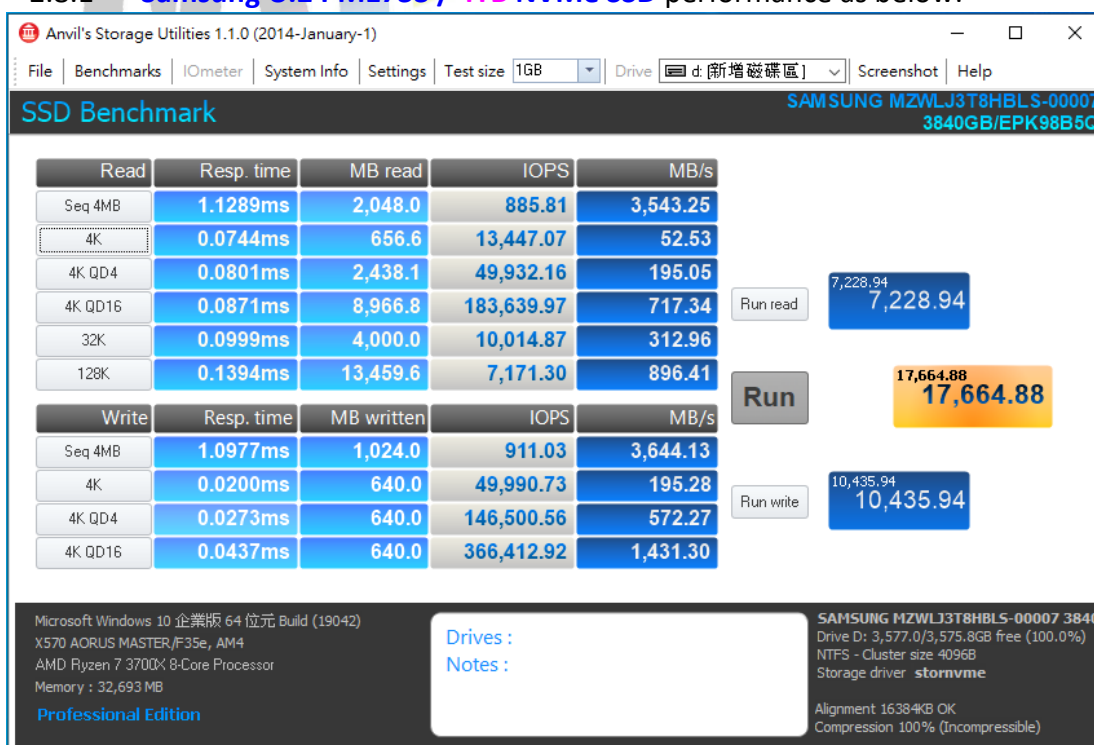 Samsung U.2 PM1733 / 4TB NVMe SSD performance as below:
Anvil's Storage Utilities 1.1.0 (2014-January-1)
File Benchmarks IOmeter System Info Settings Test size 1GB Drive d: [新增磁碟區] Screenshot Help
SSD Benchmark
SAMSUNG MZWLJ3T8HBLS-00007
3840GB/EPK98B5Q
Read Resp. time MB read IOPS MB/s
Seq 4MB 1.1289ms 2,048.0 885.81 3,543.25
4K 0.0744ms 656.6 13,447.07 52.53
4K QD4 0.0801ms 2,438.1 49,932.16 195.05
4K QD16 0.0871ms 8,966.8 183,639.97 717.34
32K 0.0999ms 4,000.0 10,014.87 312.96
128K 0.1394ms 13,459.6 7,171.30 896.41
Run read
7,228.94
7,228.94
Run
17,664.88
17,664.88
Write Resp. time MB written IOPS MB/s
Seq 4MB 1.0977ms 1,024.0 911.03 3,644.13
4K 0.0200ms 640.0 49,990.73 195.28
4K QD4 0.0273ms 640.0 146,500.56 572.27
4K QD16 0.0437ms 640.0 366,412.92 1,431.30
Run write
10,435.94
10,435.94
Microsoft Windows 10 企業版 64 位元 Build (19042)
X570 AORUS MASTER/F35e, AM4
AMD Ryzen 7 3700X 8-Core Processor
Memory : 32,693 MB
Professional Edition
Drives :
Notes :
SAMSUNG MZWLJ3T8HBLS-00007 384
Drive D: 3,577.0/3,575.8GB free (100.0%)
NTFS - Cluster size 4096B
Storage driver stornvme
Alignment 16384KB OK
Compression 100% (Incompressible)